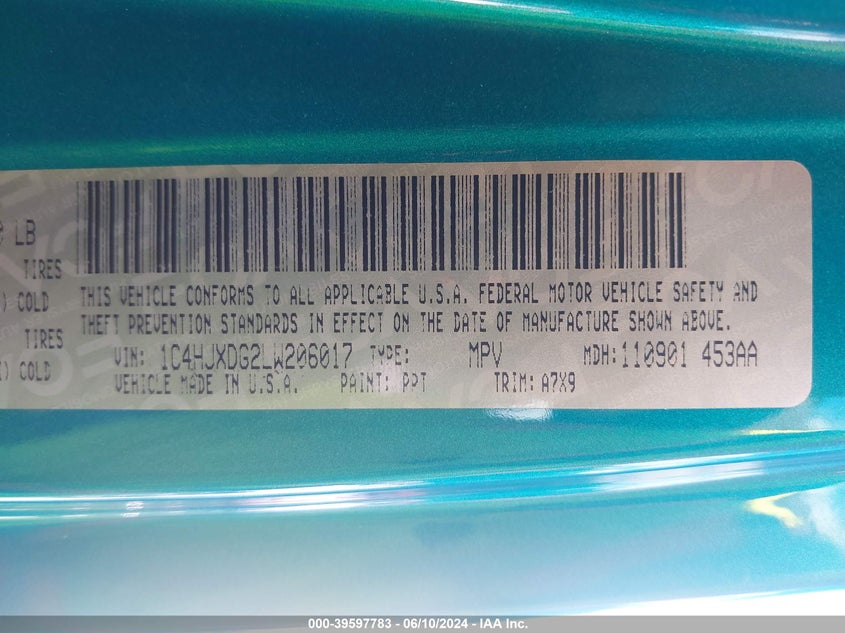 0 LB
TIRES
) COLD
TIRES
) COLD
THIS VEHICLE CONFORMS TO ALL APPLICABLE U.S.A. FEDERAL MOTOR VEHICLE SAFETY AND
THEFT PREVENTION STANDARDS IN EFFECT ON THE DATE OF MANUFACTURE SHOWN ABOVE.
VIN: 1C4HJXDG2LW206017 TYPE: MPV MDH:110901 453AA
VEHICLE MADE IN U.S.A. PAINT: PPT TRIM: A7X9
000-39597783 - 06/10/2024 - IAA Inc.